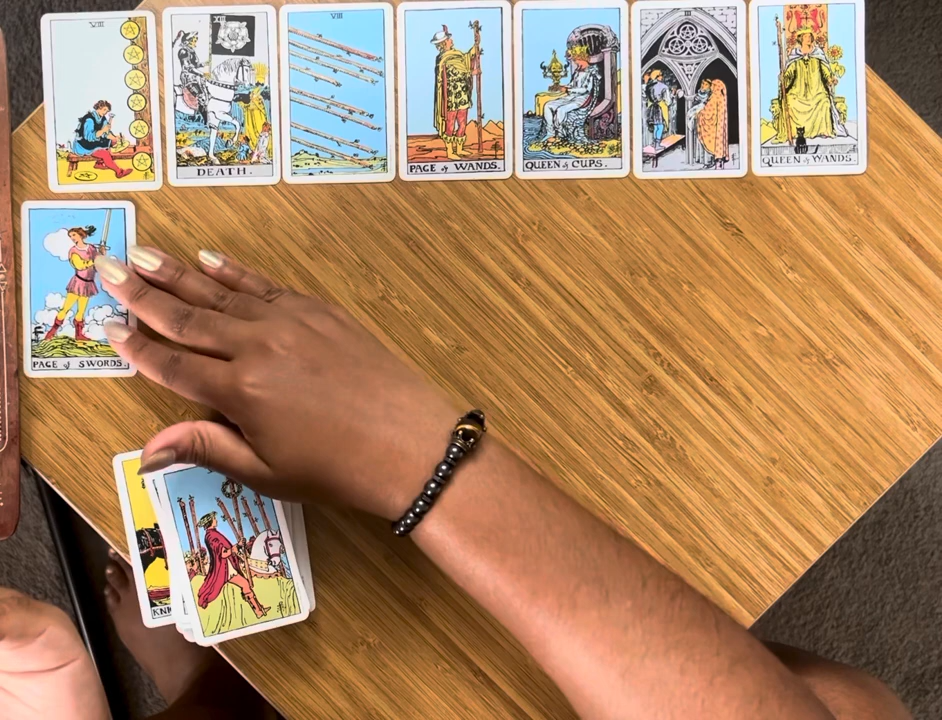 VIII
XIII
DEATH.
VIII
PAGE of WANDS.
QUEEN of CUPS.
III
QUEEN of WANDS.
PAGE of SWORDS.